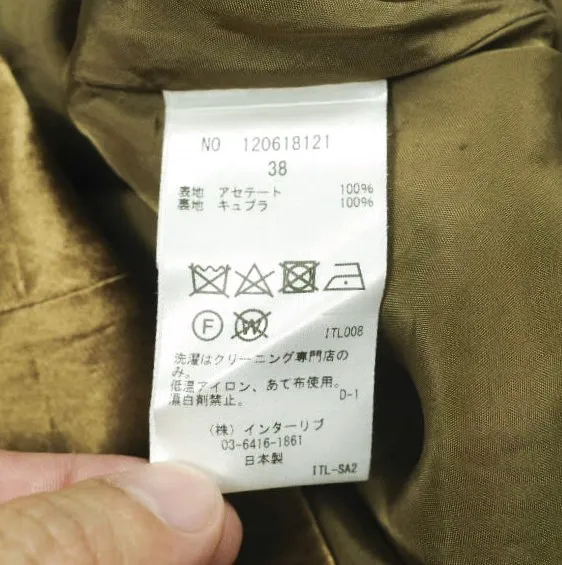 NO 120618121
38
表地 アセテート 100%
裏地 キュプラ 100%
F W
ITL008
洗濯はクリーニング専門店の
み。
低温アイロン、あて布使用。
漂白剤禁止。 D-1
(株) インターリブ
03-6416-1861
日本製
ITL-SA2